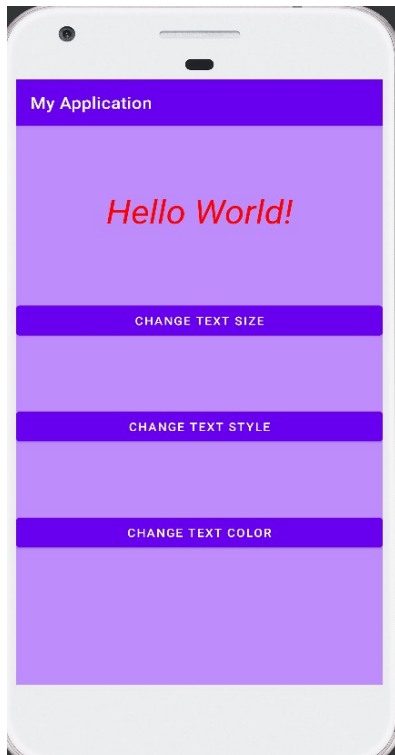 My Application
Hello World!
CHANGE TEXT SIZE
CHANGE TEXT STYLE
CHANGE TEXT COLOR